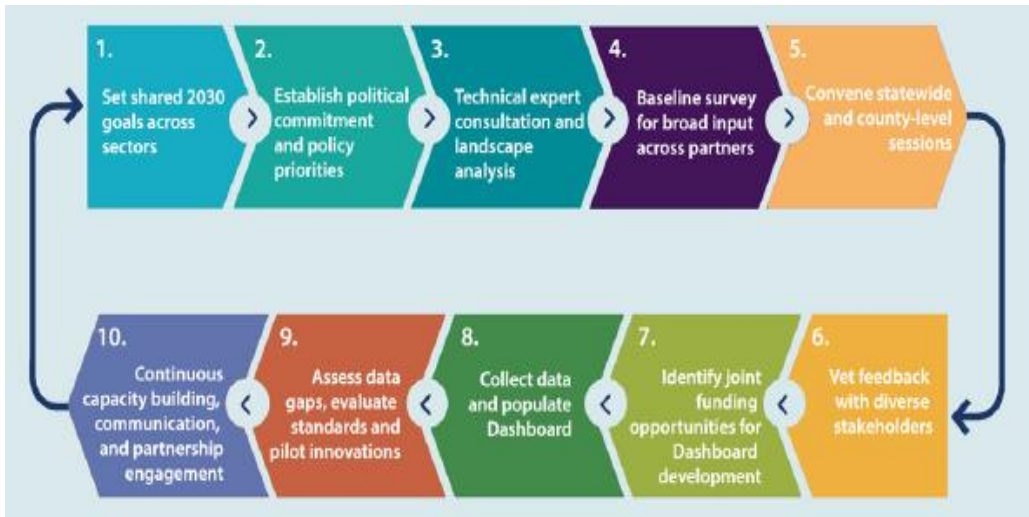 1.
Set shared 2030
goals across
sectors
2.
Establish political
commitment
and policy
priorities
3.
Technical expert
consultation and
landscape
analysis
4.
Baseline survey
for broad input
across partners
5.
Convene statewide
and county-level
sessions
6.
Vet feedback
with diverse
stakeholders
7.
Identify joint
funding
opportunities for
Dashboard
development
8.
Collect data
and populate
Dashboard
9.
Assess data
gaps, evaluate
standards and
pilot innovations
10.
Continuous
capacity building,
communication,
and partnership
engagement